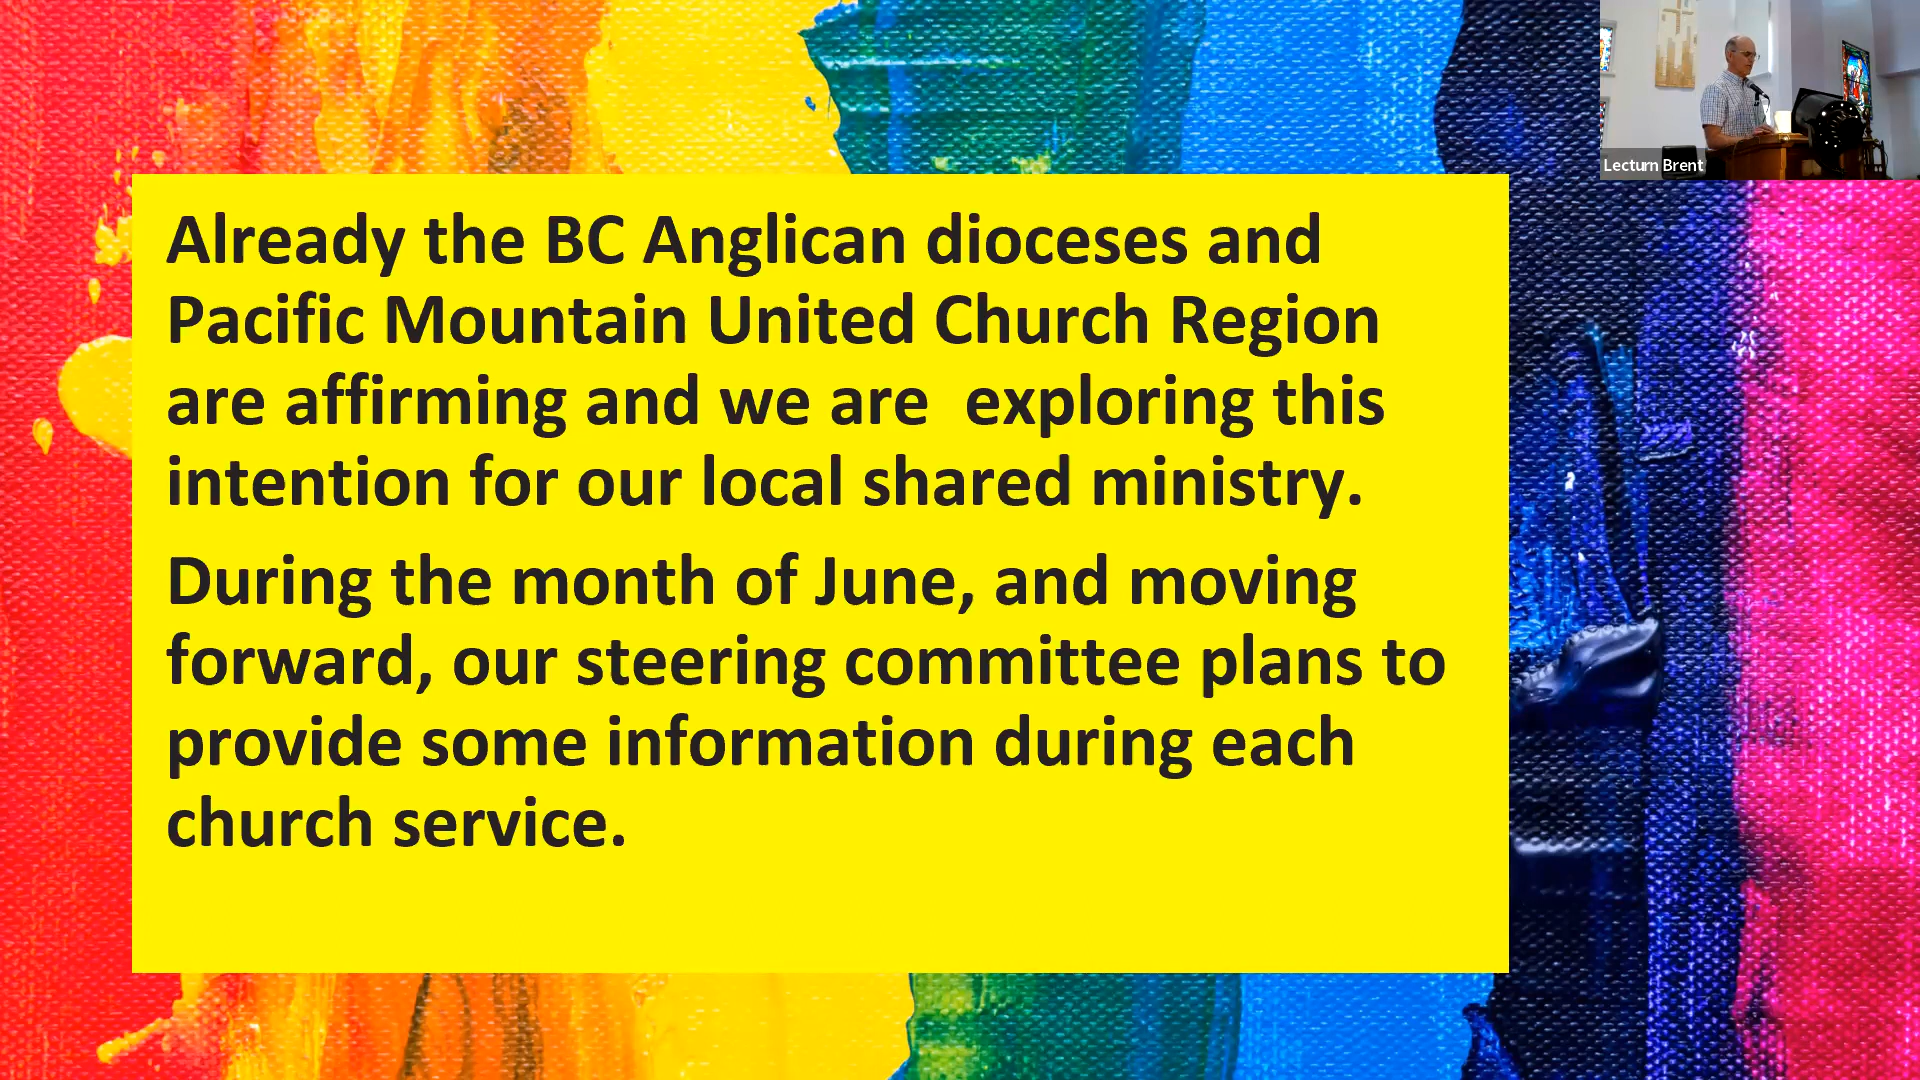 Already the BC Anglican dioceses and
Pacific Mountain United Church Region
are affirming and we are  exploring this
intention for our local shared ministry.
During the month of June, and moving
forward, our steering committee plans to
provide some information during each
church service.
Lecturn Brent